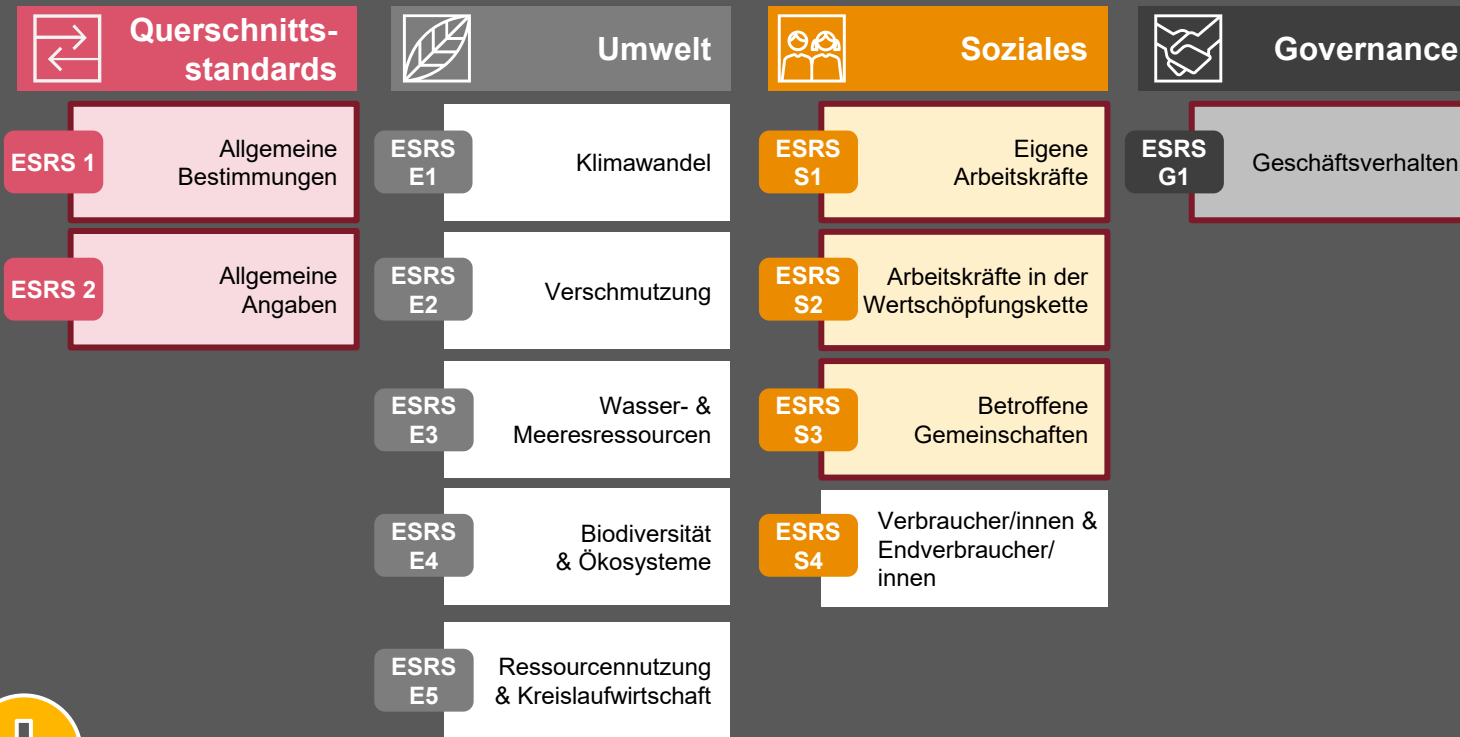 Querschnitts-
standards
ESRS 1
Allgemeine
Bestimmungen
ESRS 2
Allgemeine
Angaben
Umwelt
ESRS
E1
Klimawandel
ESRS
E2
Verschmutzung
ESRS
E3
Wasser- &
Meeresressourcen
ESRS
E4
Biodiversität
& Ökosysteme
ESRS
E5
Ressourcennutzung
& Kreislaufwirtschaft
Soziales
ESRS
S1
Eigene
Arbeitskräfte
ESRS
S2
Arbeitskräfte in der
Wertschöpfungskette
ESRS
S3
Betroffene
Gemeinschaften
ESRS
S4
Verbraucher/innen &
Endverbraucher/
innen
Governance
ESRS
G1
Geschäftsverhalten